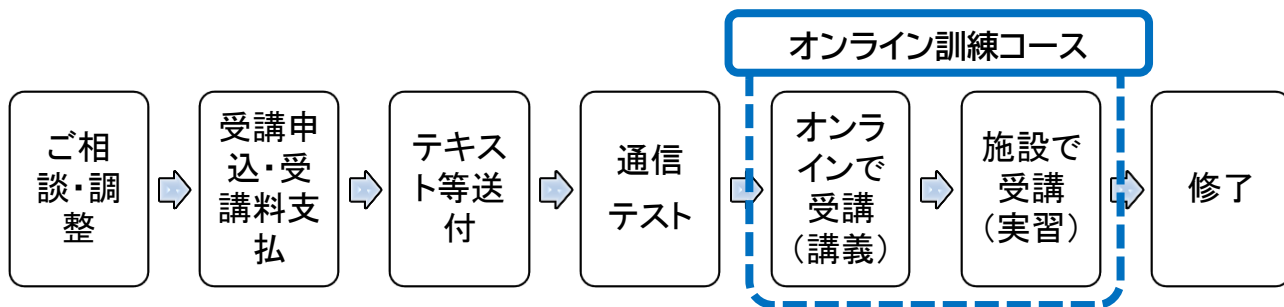 オンライン訓練コース
ご相
談・調
整
受講申
込・受
講料支
払
テキス
ト等送
付
通信
テスト
オンラ
インで
受講
（講義）
施設で
受講
（実習）
修了